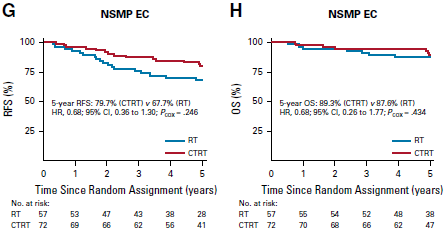 G
NSMP EC
RFS (%)
100
75
50
25
5-year RFS: 79.7% (CTRT) v 67.7% (RT)
HR, 0.68; 95% CI, 0.36 to 1.30; PCox = .246
RT
CTRT
0 1 2 3 4 5
Time Since Random Assignment (years)
No. at risk:
RT 57 53 47 43 38 28
CTRT 72 69 66 62 56 41
H
NSMP EC
OS (%)
100
75
50
25
5-year OS: 89.3% (CTRT) v 87.6% (RT)
HR, 0.68; 95% CI, 0.26 to 1.77; PCox = .434
RT
CTRT
0 1 2 3 4 5
Time Since Random Assignment (years)
No. at risk:
RT 57 55 54 52 48 38
CTRT 72 70 68 66 62 47